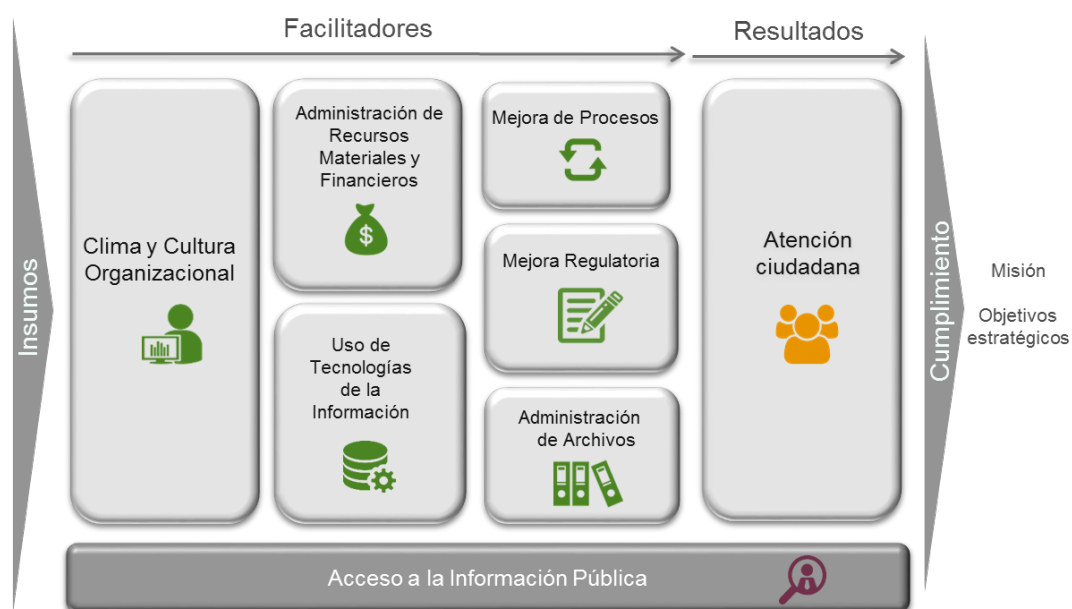 Facilitadores
Resultados
Insumos
Clima y Cultura
Organizacional
Administración de
Recursos
Materiales y
Financieros
$
Uso de
Tecnologías
de la
Información
Mejora de Procesos
Mejora Regulatoria
Administración
de Archivos
Atención
ciudadana
Cumplimiento
Misión
Objetivos
estratégicos
Acceso a la Información Pública